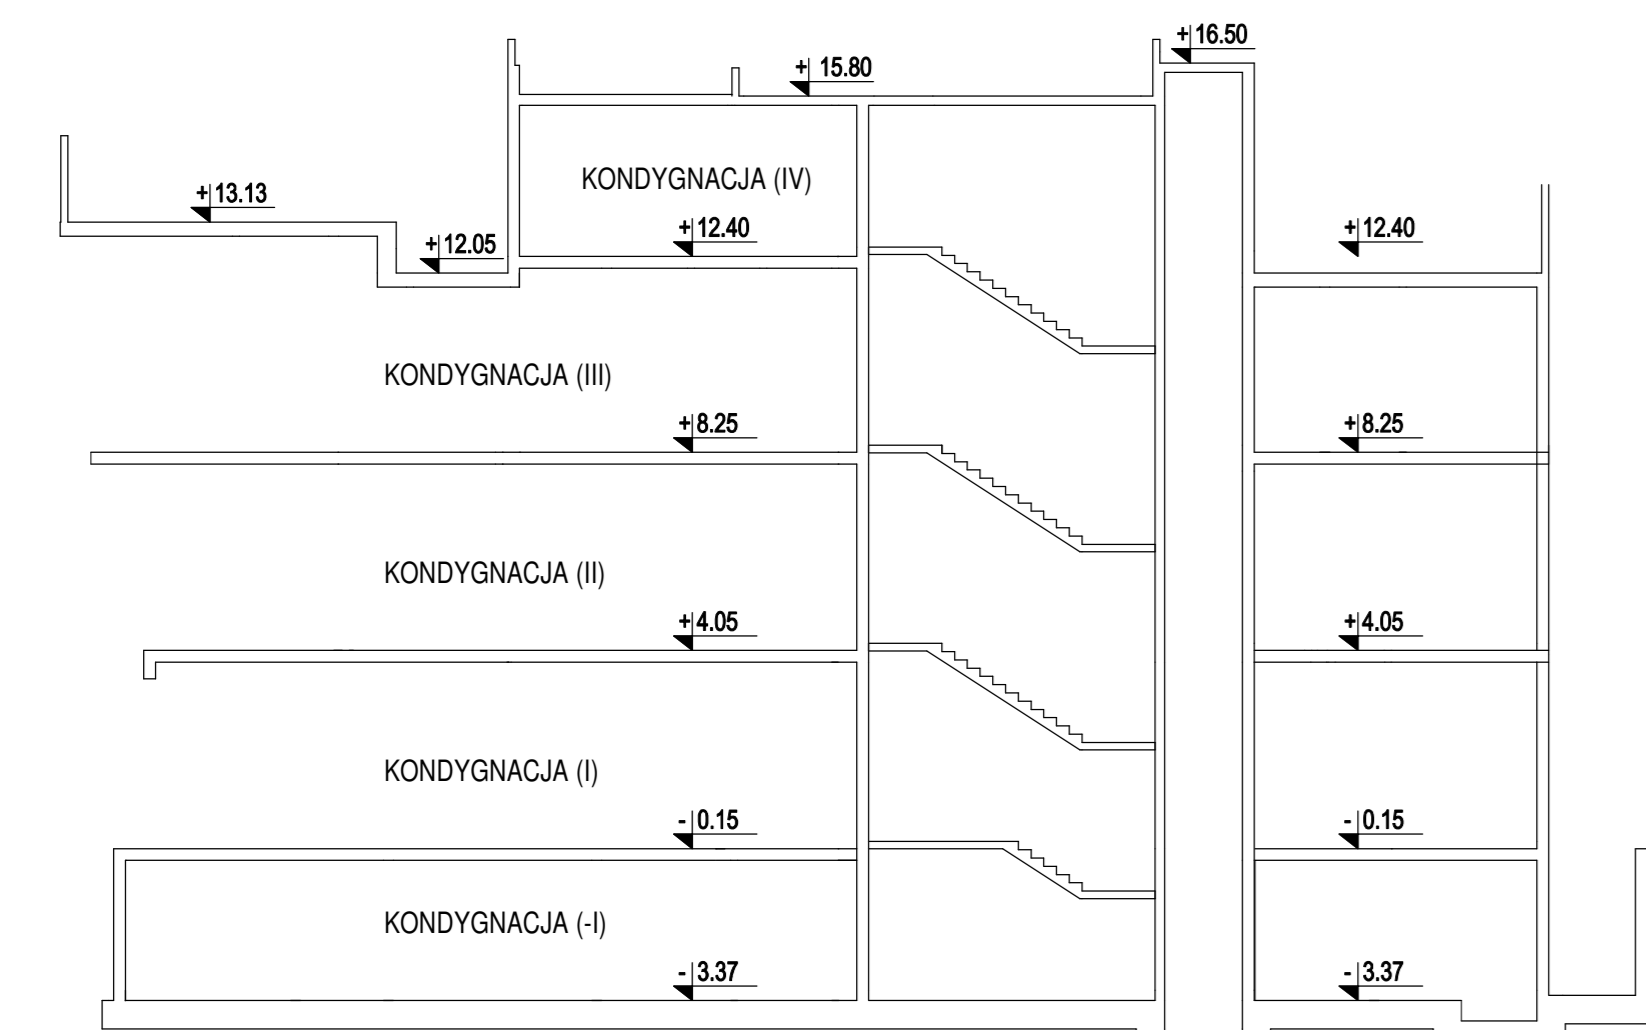 +16.50
+ 15.80
KONDYGNACJA (IV)
+13.13
+12.40
+12.40
+12.05
KONDYGNACJA (III)
+8.25
+8.25
KONDYGNACJA (II)
+4.05
+4.05
KONDYGNACJA (I)
- 0.15
- 0.15
KONDYGNACJA (-I)
- 3.37
- 3.37